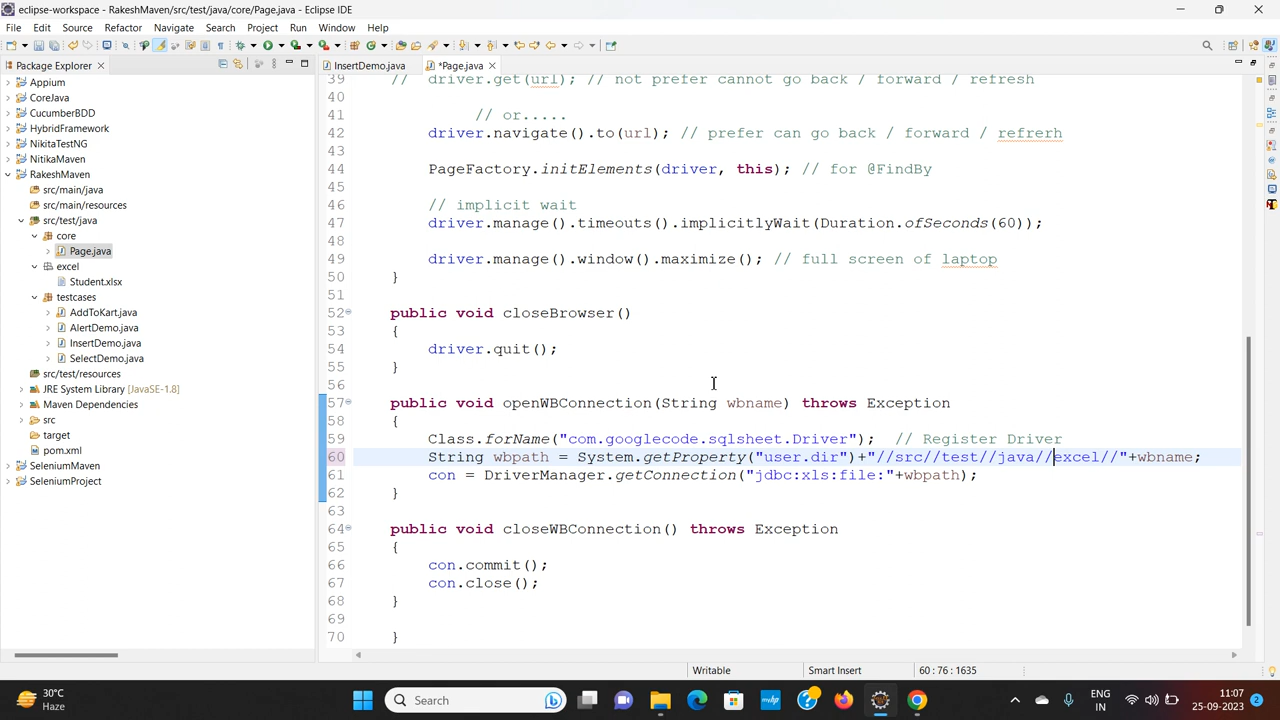 eclipse-workspace - RakeshMaven/src/test/java/core/Page.java - Eclipse IDE
File Edit Source Refactor Navigate Search Project Run Window Help
Package Explorer
InsertDemo.java
*Page.java
Appium
CoreJava
CucumberBDD
HybridFramework
NikitaTestNG
NitikaMaven
RakeshMaven
src/main/java
src/main/resources
src/test/java
core
Page.java
excel
Student.xlsx
testcases
AddToKart.java
AlertDemo.java
InsertDemo.java
SelectDemo.java
src/test/resources
JRE System Library [JavaSE-1.8]
Maven Dependencies
src
target
pom.xml
SeleniumMaven
SeleniumProject
39 // driver.get(url); // not prefer cannot go back / forward / refresh
40
41 // or.....
42 driver.navigate().to(url); // prefer can go back / forward / refrerh
43
44 PageFactory.initElements(driver, this); // for @FindBy
45
46 // implicit wait
47 driver.manage().timeouts().implicitlyWait(Duration.ofSeconds(60));
48
49 driver.manage().window().maximize(); // full screen of laptop
50 }
51
52 public void closeBrowser()
53 {
54 driver.quit();
55 }
56
57 public void openWBConnection(String wbname) throws Exception
58 {
59 Class.forName("com.googlecode.sqlsheet.Driver"); // Register Driver
60 String wbpath = System.getProperty("user.dir")+"//src//test//java//excel//"+wbname;
61 con = DriverManager.getConnection("jdbc:xls:file:"+wbpath);
62 }
63
64 public void closeWBConnection() throws Exception
65 {
66 con.commit();
67 con.close();
68 }
69
70 }
Writable Smart Insert 60 : 76 : 1635
30°C
Haze
Search
ENG
IN
11:07
25-09-2023
2